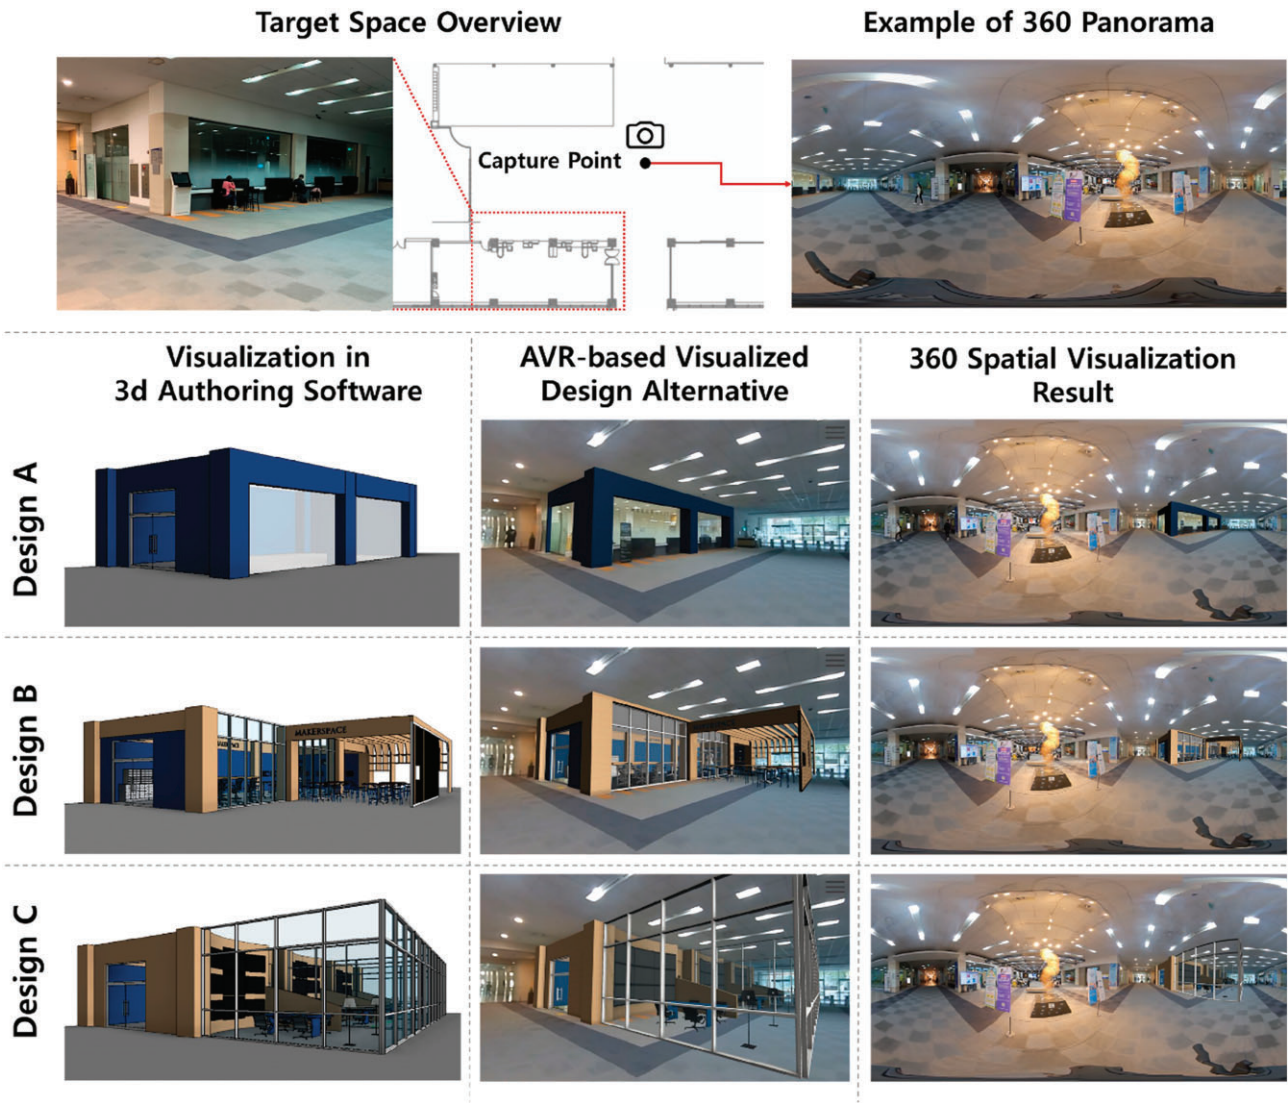 Target Space Overview
Example of 360 Panorama
Capture Point
Visualization in
3d Authoring Software
AVR-based Visualized
Design Alternative
360 Spatial Visualization
Result
Design A
Design B
MAKERSPACE
Design C